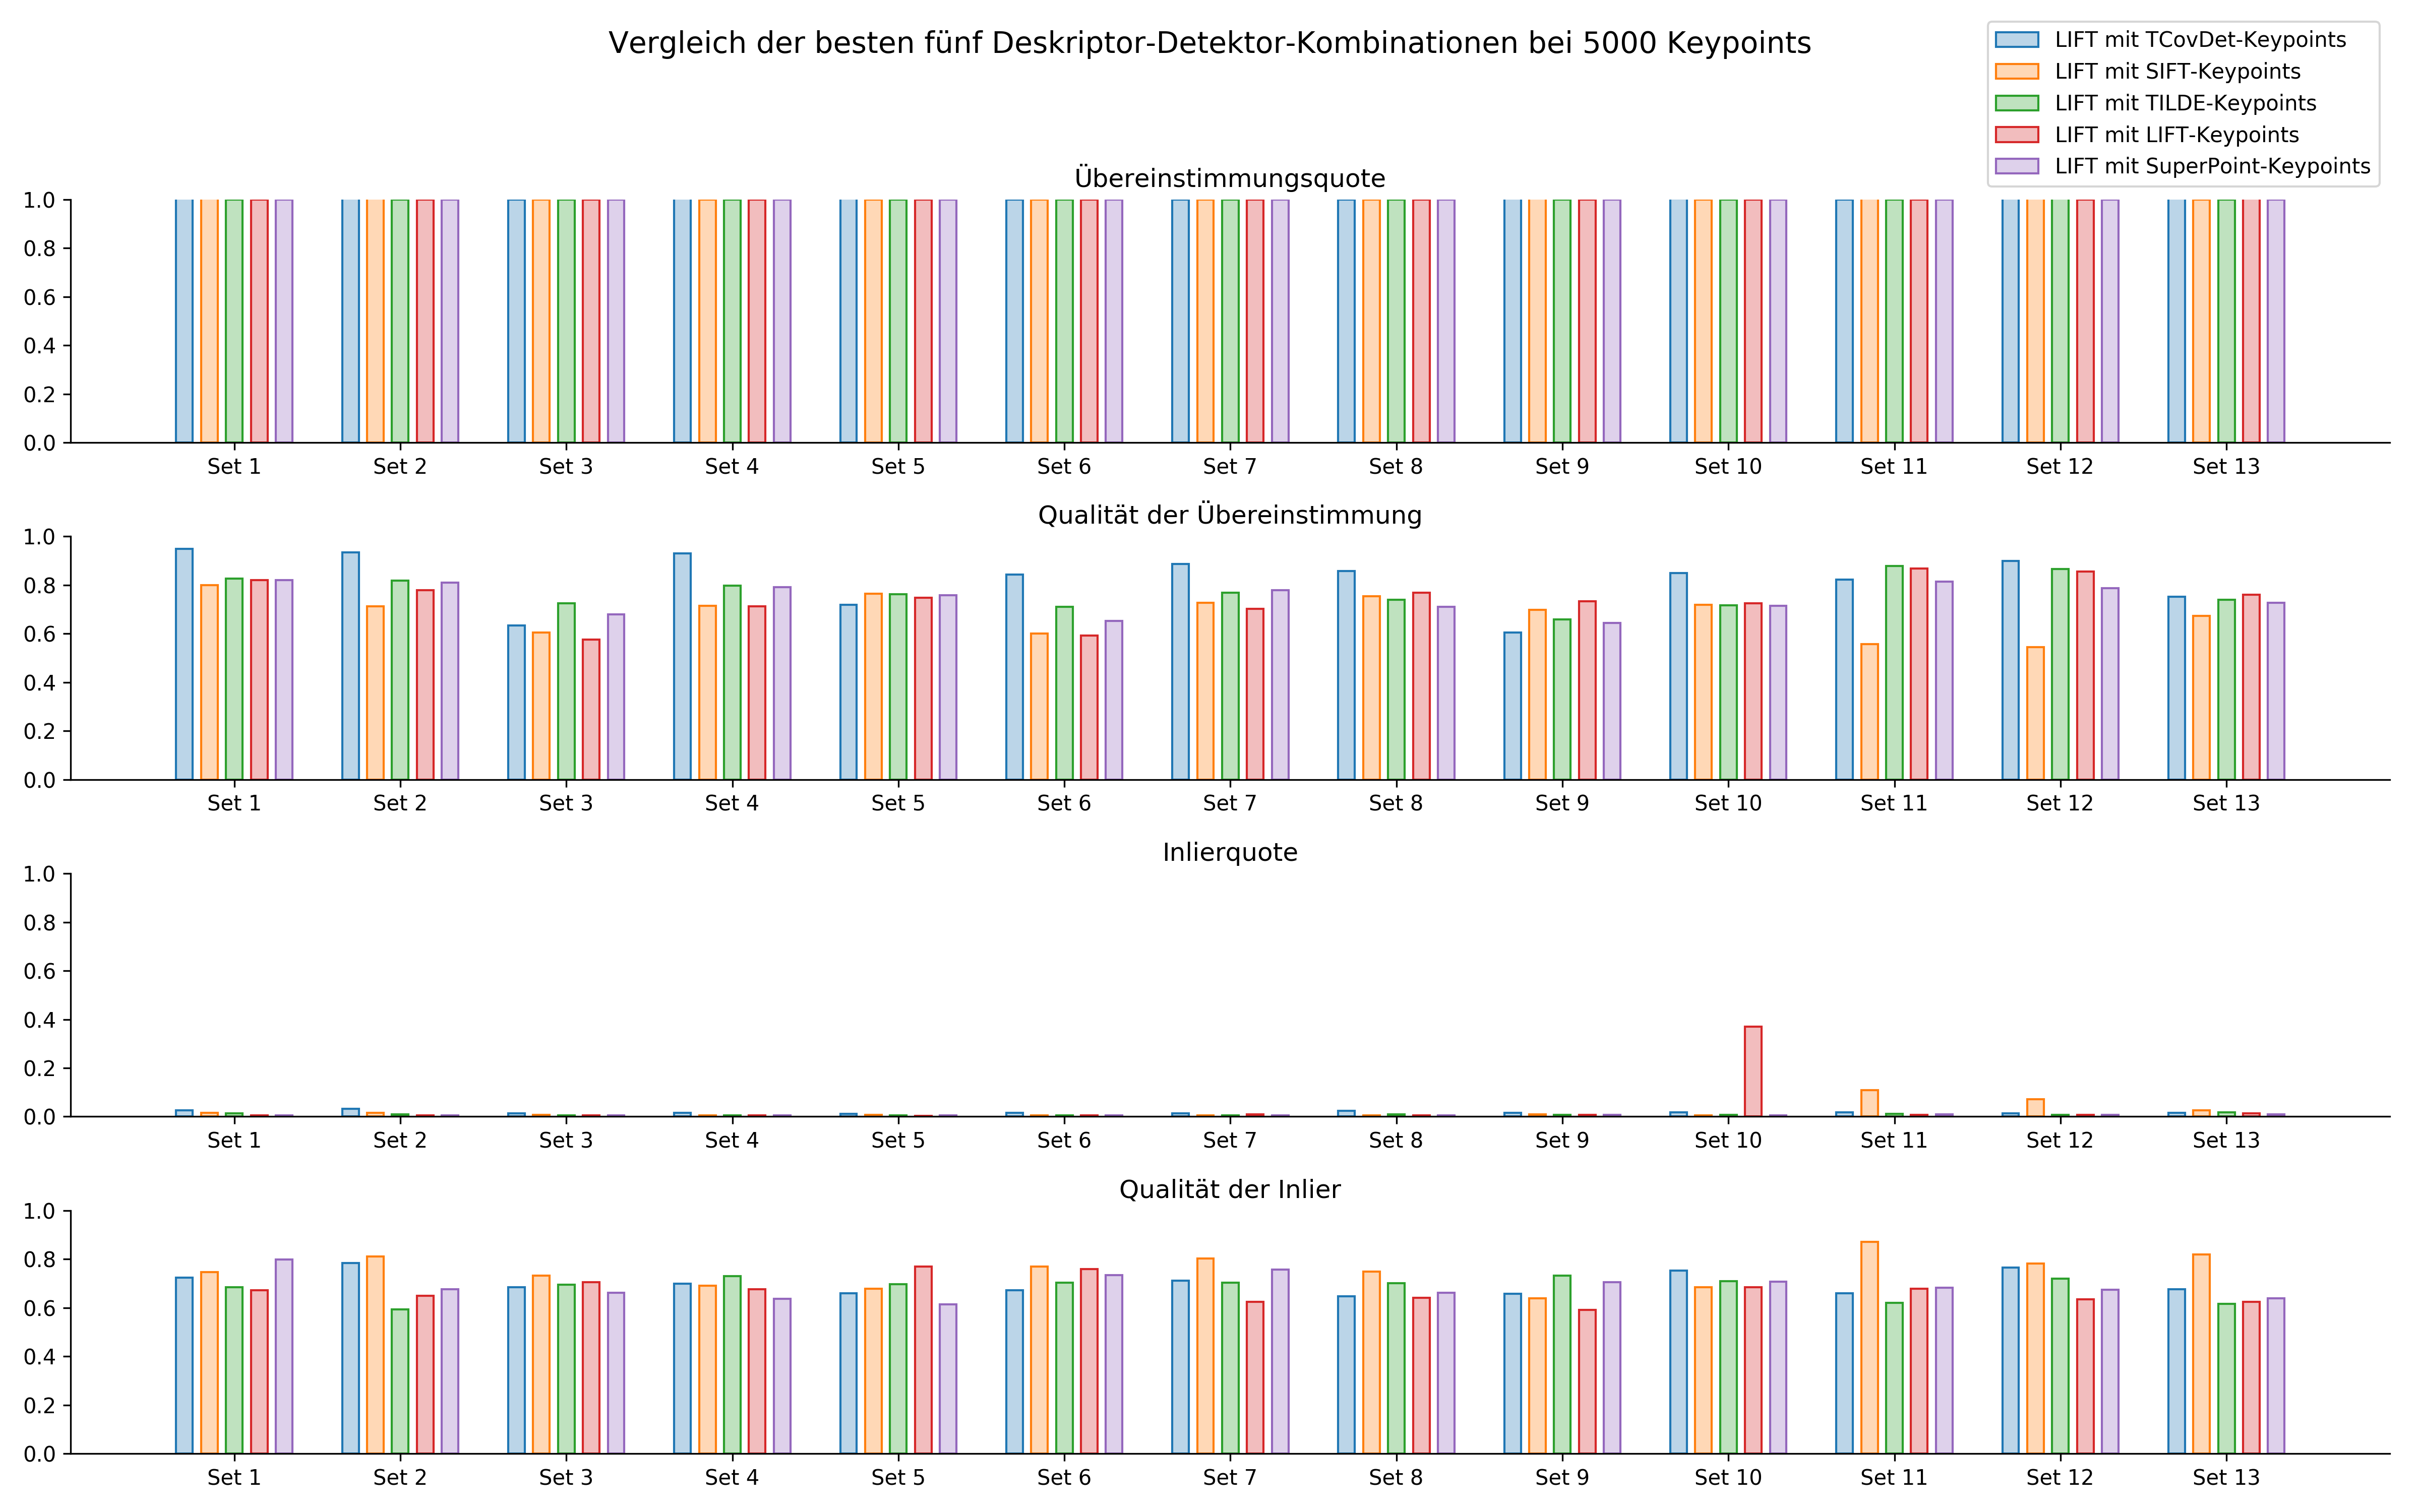 Vergleich der besten fünf Deskriptor-Detektor-Kombinationen bei 5000 Keypoints
LIFT mit TCovDet-Keypoints
LIFT mit SIFT-Keypoints
LIFT mit TILDE-Keypoints
LIFT mit LIFT-Keypoints
LIFT mit SuperPoint-Keypoints
Übereinstimmungsquote
1.0
0.8
0.6
0.4
0.2
0.0
Set 1 Set 2 Set 3 Set 4 Set 5 Set 6 Set 7 Set 8 Set 9 Set 10 Set 11 Set 12 Set 13
Qualität der Übereinstimmung
1.0
0.8
0.6
0.4
0.2
0.0
Set 1 Set 2 Set 3 Set 4 Set 5 Set 6 Set 7 Set 8 Set 9 Set 10 Set 11 Set 12 Set 13
Inlierquote
1.0
0.8
0.6
0.4
0.2
0.0
Set 1 Set 2 Set 3 Set 4 Set 5 Set 6 Set 7 Set 8 Set 9 Set 10 Set 11 Set 12 Set 13
Qualität der Inlier
1.0
0.8
0.6
0.4
0.2
0.0
Set 1 Set 2 Set 3 Set 4 Set 5 Set 6 Set 7 Set 8 Set 9 Set 10 Set 11 Set 12 Set 13